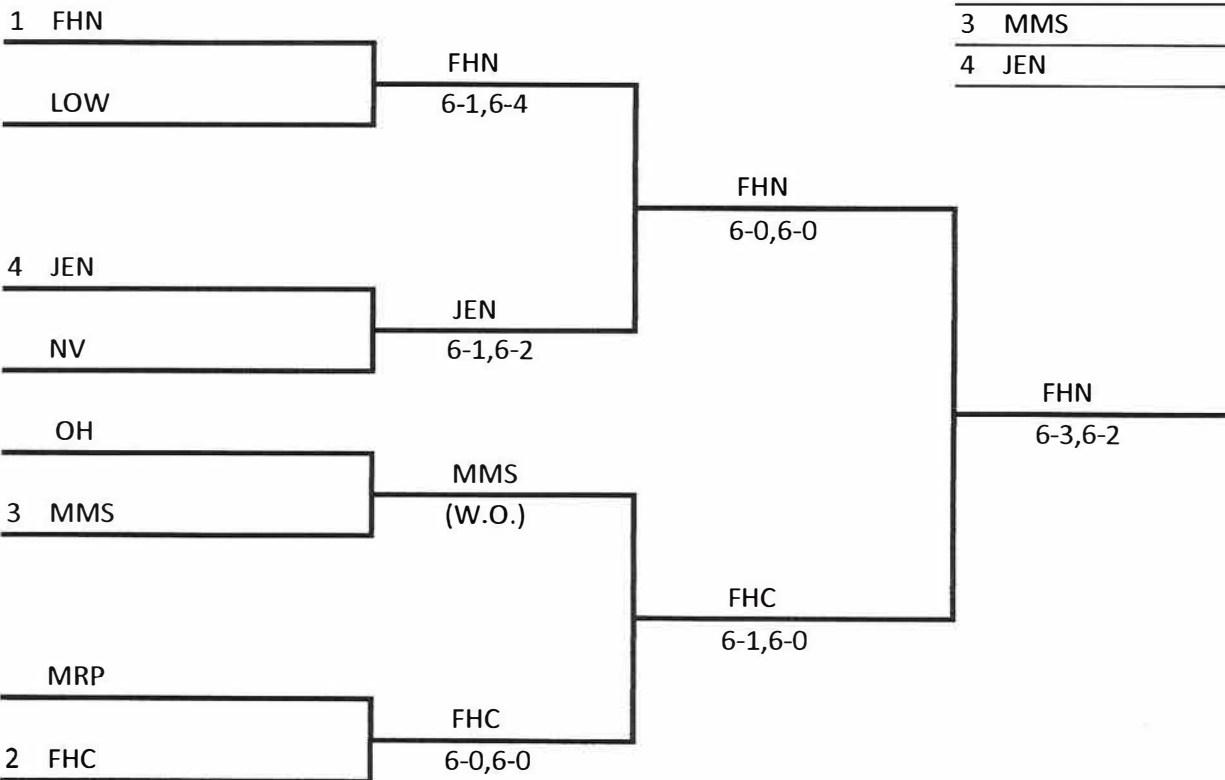 1 FHN
LOW
4 JEN
NV
OH
3 MMS
MRP
2 FHC
FHN
6-1,6-4
JEN
6-1,6-2
MMS
(W.O.)
FHC
6-0,6-0
FHN
6-0,6-0
FHC
6-1,6-0
FHN
6-3,6-2
3 MMS
4 JEN